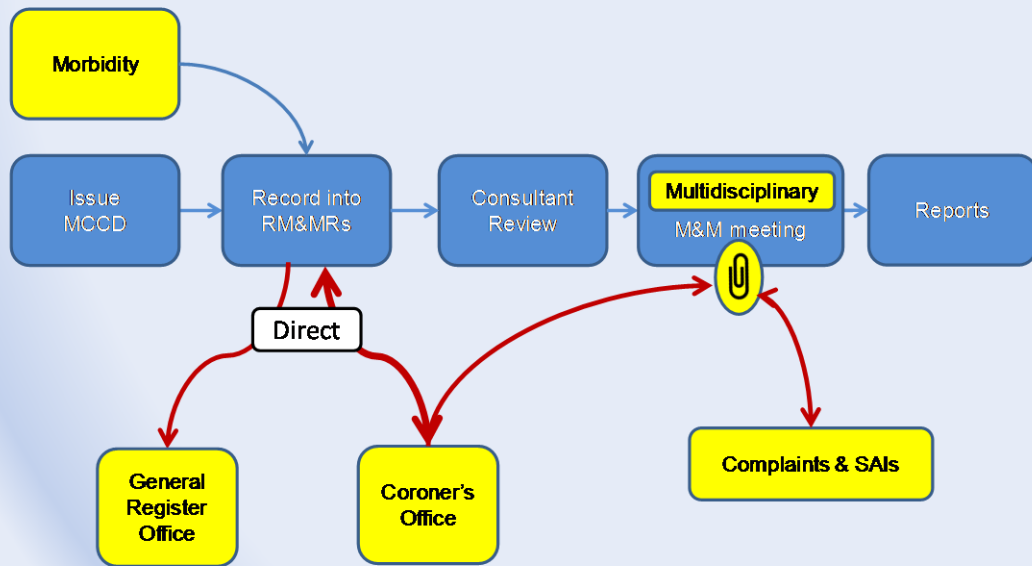 Morbidity
Issue
MCCD
Record into
RM&MRs
Consultant
Review
Multidisciplinary
M&M meeting
Reports
Direct
General
Register
Office
Coroner's
Office
Complaints & SAIs